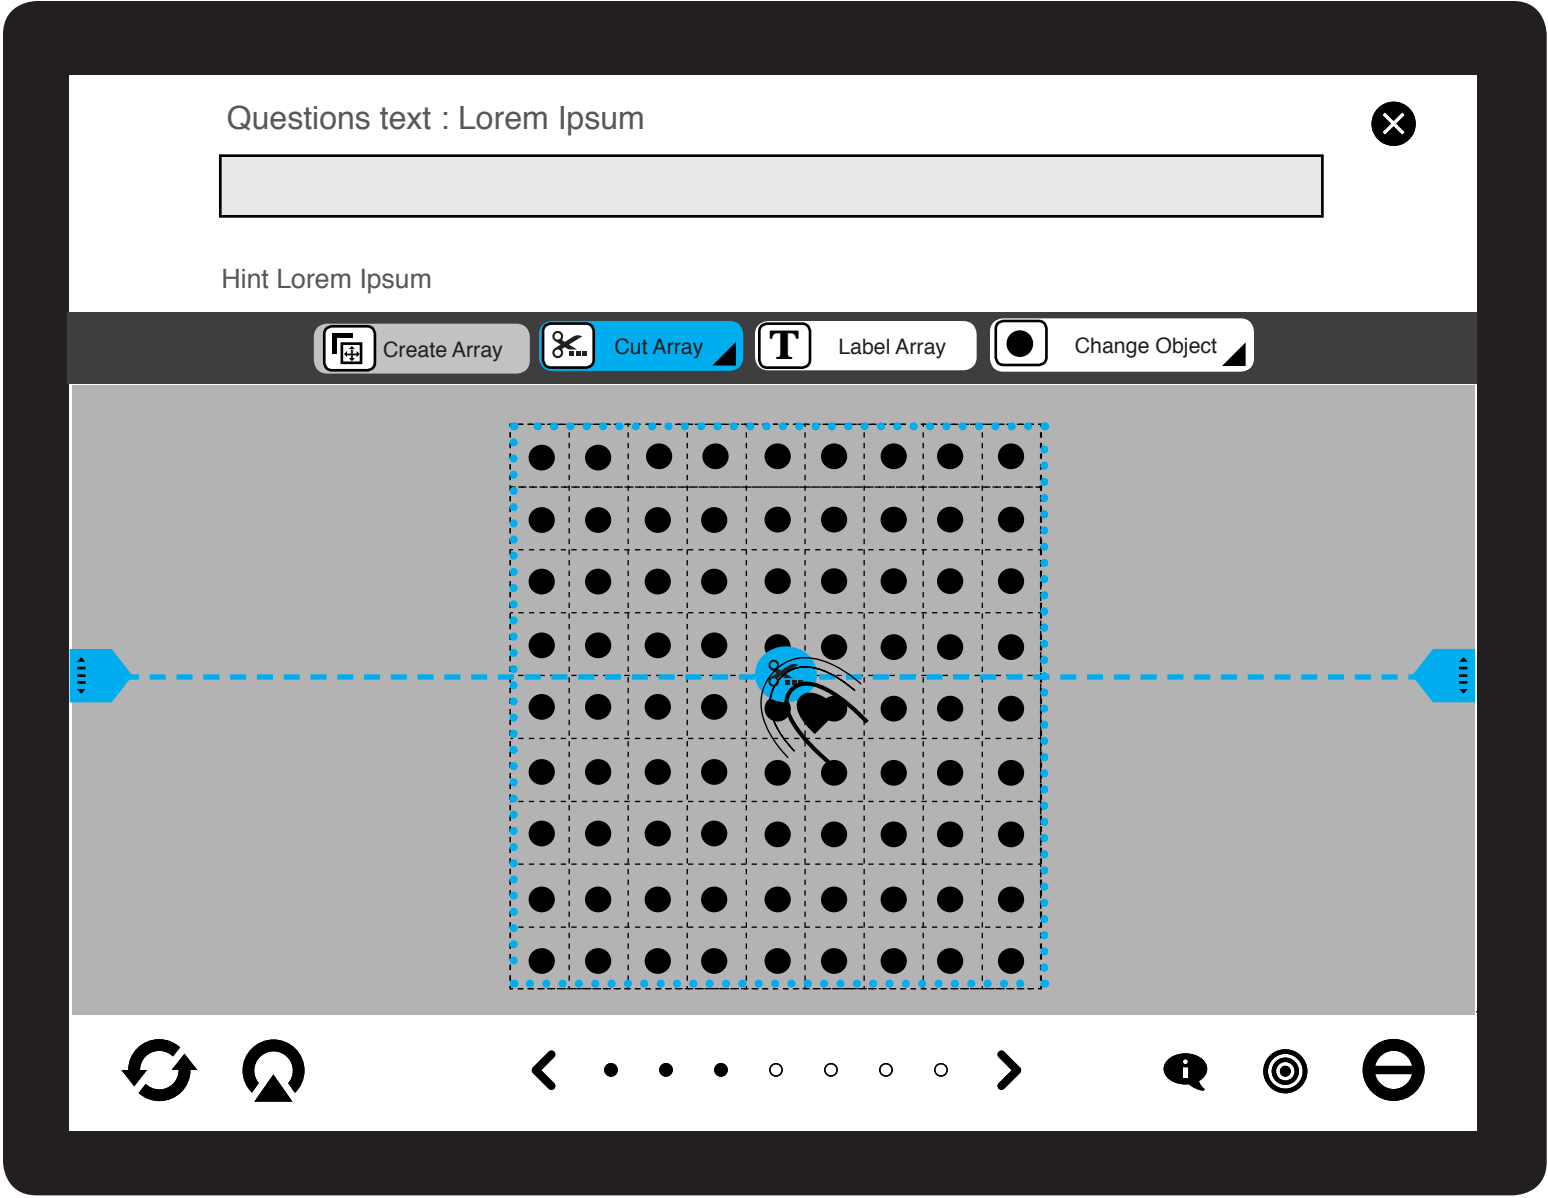 Questions text : Lorem Ipsum
Hint Lorem Ipsum
Create Array
Cut Array
T
Label Array
Change Object
i